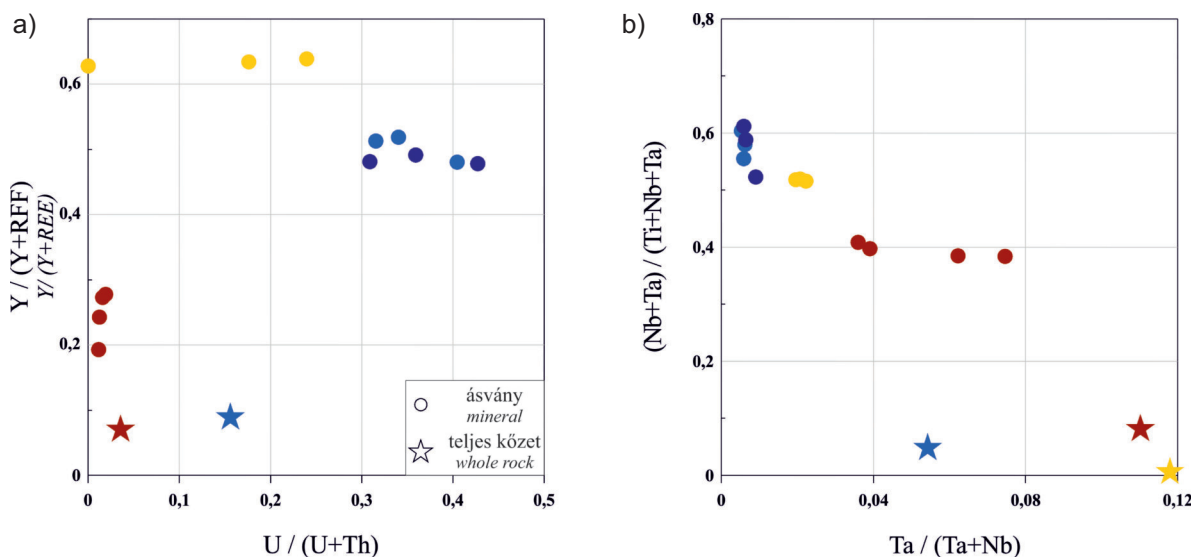 a)
Y / (Y+RFF)
Y/ (Y+REE)
0,6
0,4
0,2
0
0
0,1
0,2
0,3
0,4
0,5
U / (U+Th)
ásvány
mineral
teljes kőzet
whole rock
b)
(Nb+Ta) / (Ti+Nb+Ta)
0,8
0,6
0,4
0,2
0
0
0,04
0,08
0,12
Ta / (Ta+Nb)